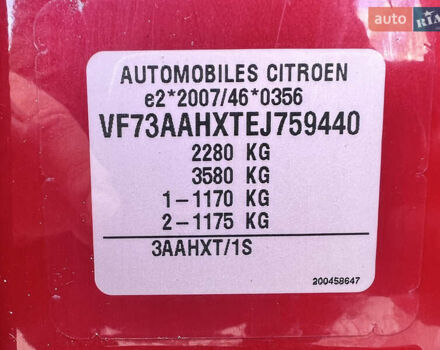 auto RIA
AUTOMOBILES CITROEN
e2*2007/46*0356
VF73AAHXTEJ759440
2280 KG
3580 KG
1-1170 KG
2-1175 KG
3AAHXT/1S
200458647